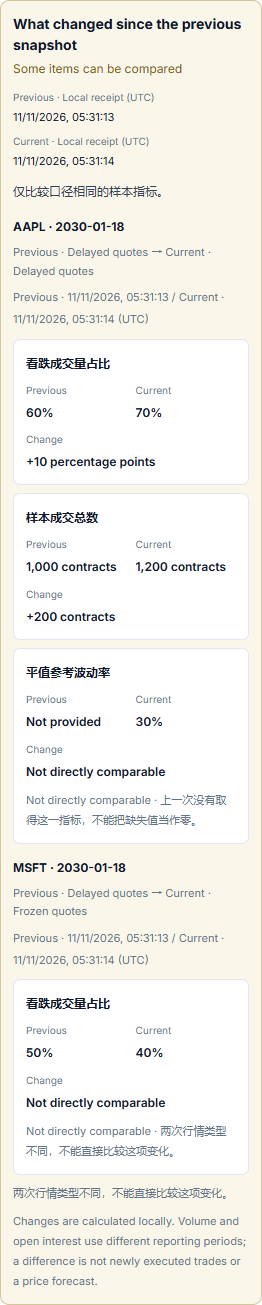 What changed since the previous
snapshot
Some items can be compared
Previous · Local receipt (UTC)
11/11/2026, 05:31:13
Current · Local receipt (UTC)
11/11/2026, 05:31:14
仅比较口径相同的样本指标。
AAPL · 2030-01-18
Previous · Delayed quotes → Current ·
Delayed quotes
Previous · 11/11/2026, 05:31:13 / Current ·
11/11/2026, 05:31:14 (UTC)
看跌成交量占比
Previous Current
60% 70%
Change
+10 percentage points
样本成交总数
Previous Current
1,000 contracts 1,200 contracts
Change
+200 contracts
平值参考波动率
Previous Current
Not provided 30%
Change
Not directly comparable
Not directly comparable · 上一次没有取
得这一指标，不能把缺失值当作零。
MSFT · 2030-01-18
Previous · Delayed quotes → Current ·
Frozen quotes
Previous · 11/11/2026, 05:31:13 / Current ·
11/11/2026, 05:31:14 (UTC)
看跌成交量占比
Previous Current
50% 40%
Change
Not directly comparable
Not directly comparable · 两次行情类型
不同，不能直接比较这项变化。
两次行情类型不同，不能直接比较这项变化。
Changes are calculated locally. Volume and
open interest use different reporting periods;
a difference is not newly executed trades or
a price forecast.